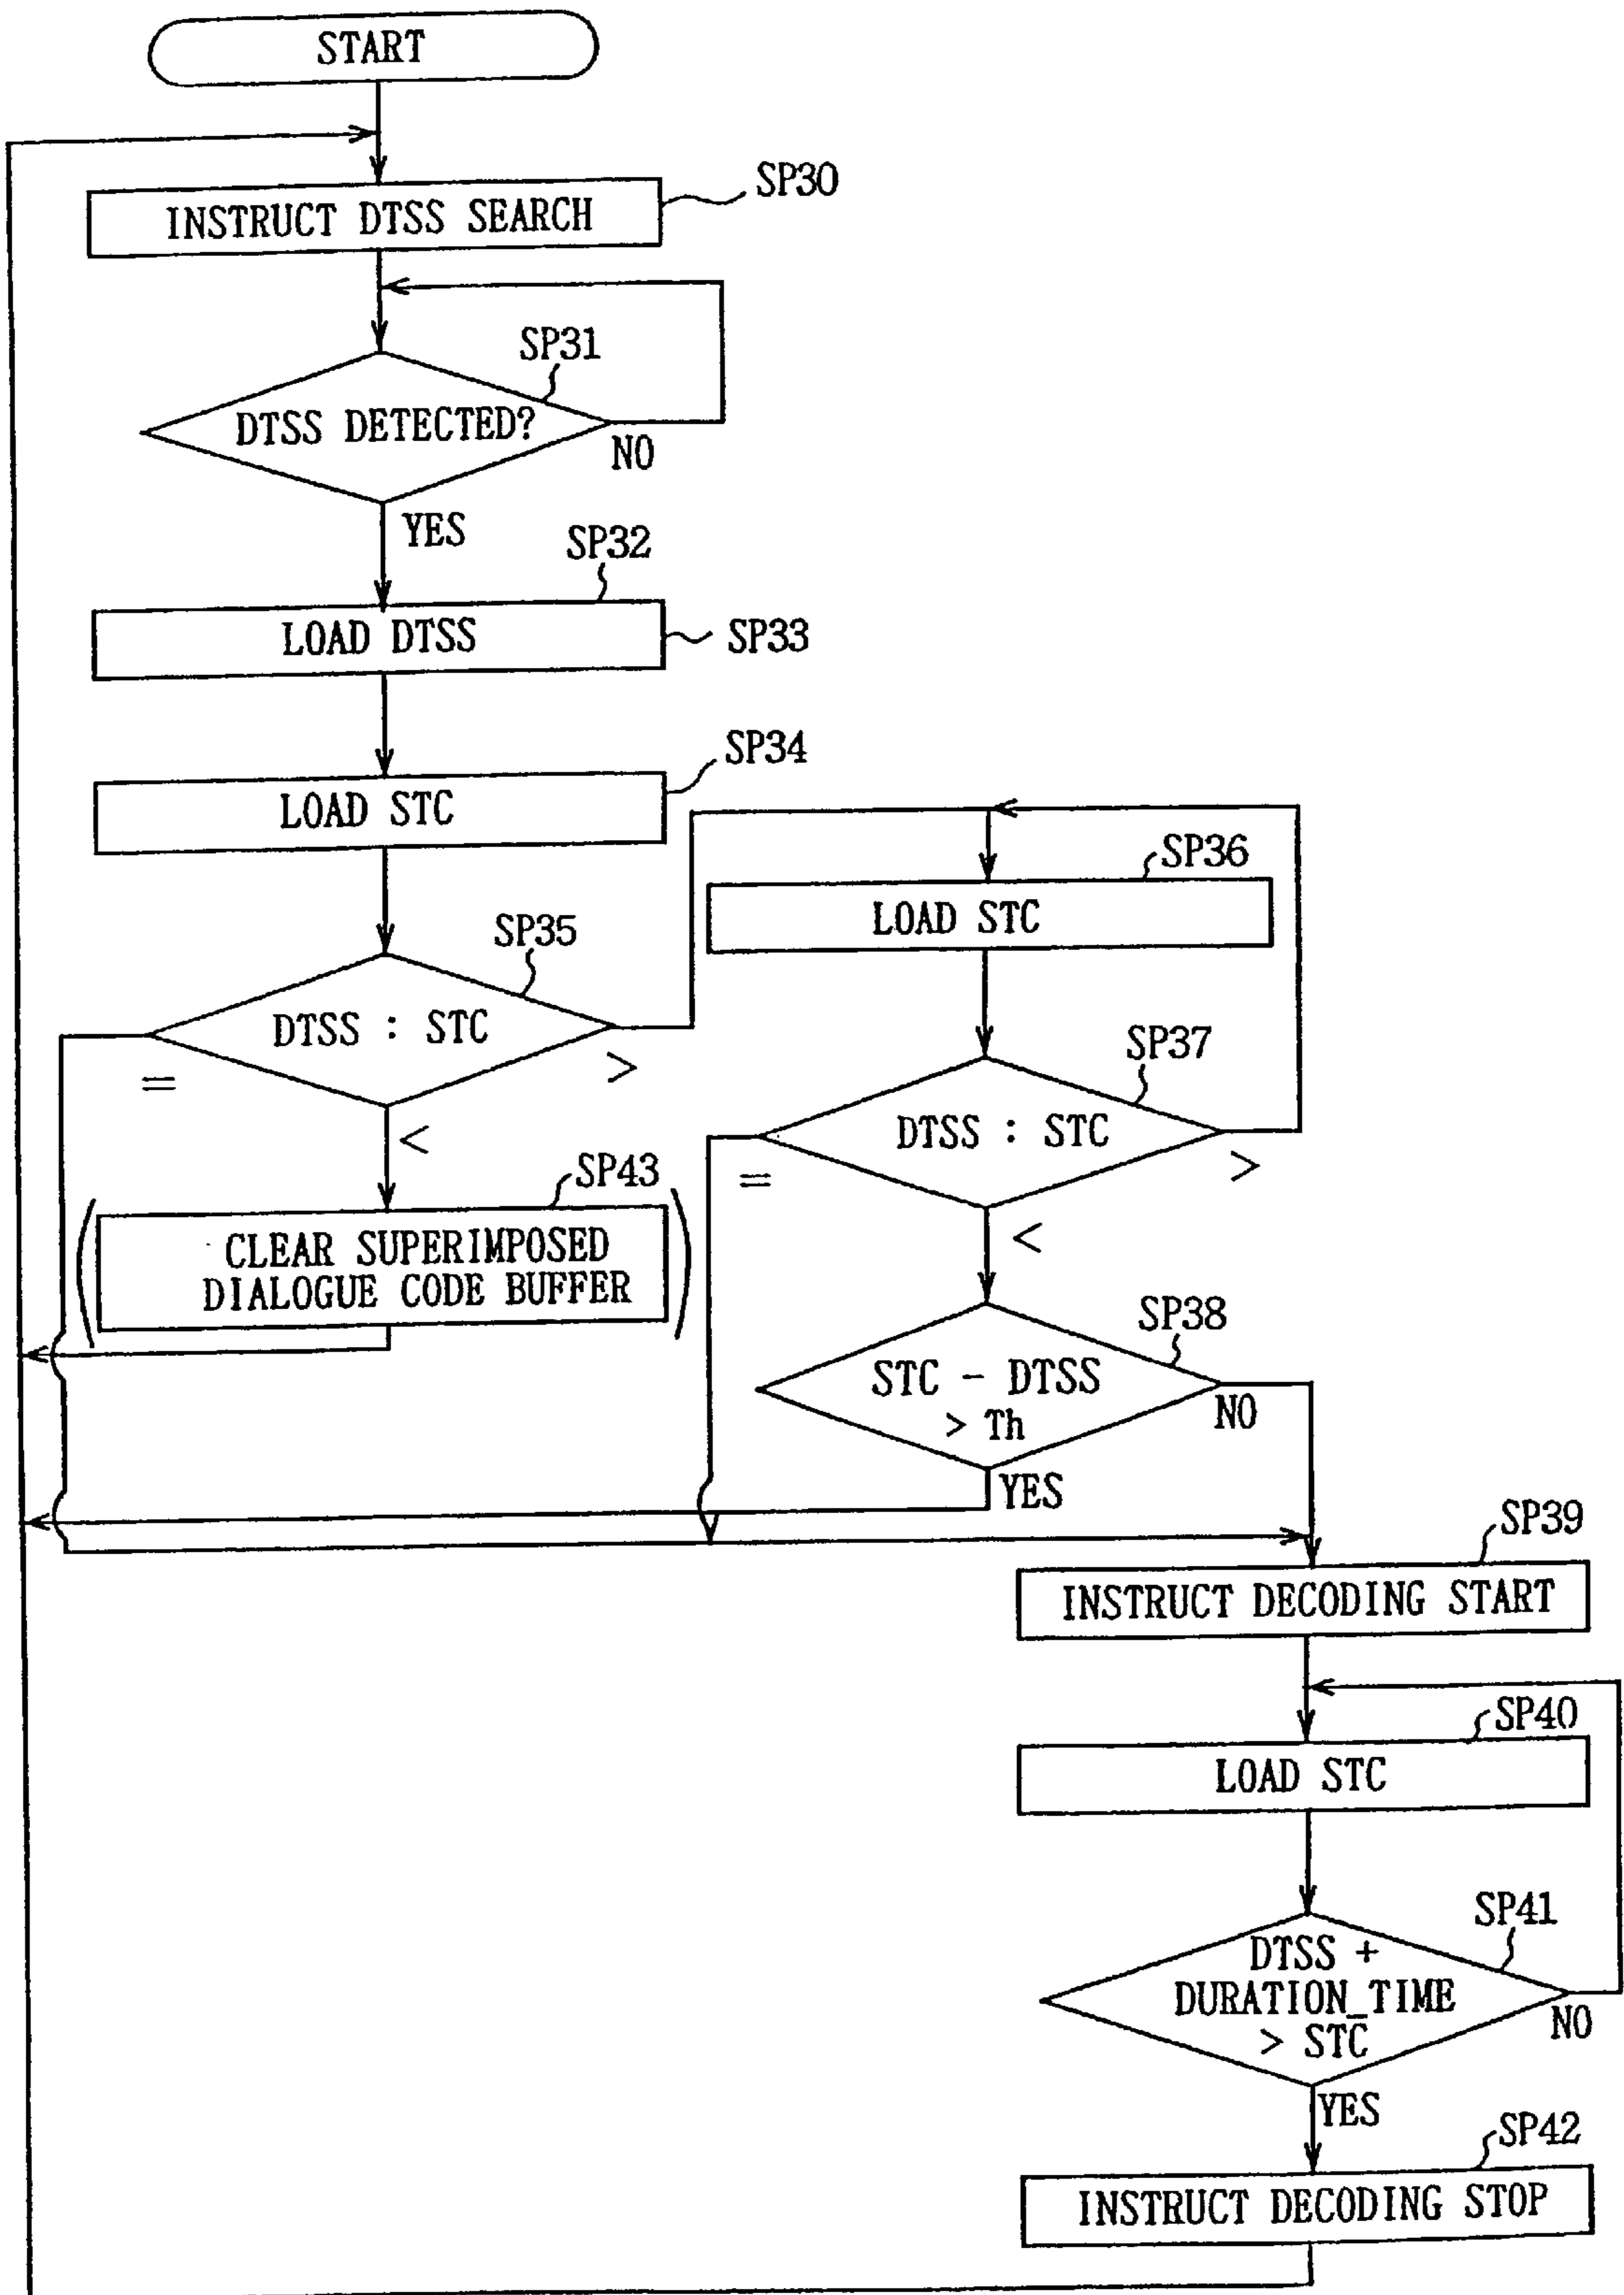 START
SP30
INSTRUCT DTSS SEARCH
SP31
DTSS DETECTED?
NO
YES
SP32
LOAD DTSS
SP33
SP34
LOAD STC
SP36
LOAD STC
SP35
DTSS : STC
=
>
<
SP37
DTSS : STC
=
>
<
SP43
CLEAR SUPERIMPOSED
DIALOGUE CODE BUFFER
SP38
STC - DTSS
> Th
NO
YES
SP39
INSTRUCT DECODING START
SP40
LOAD STC
SP41
DTSS +
DURATION_TIME
> STC
NO
YES
SP42
INSTRUCT DECODING STOP